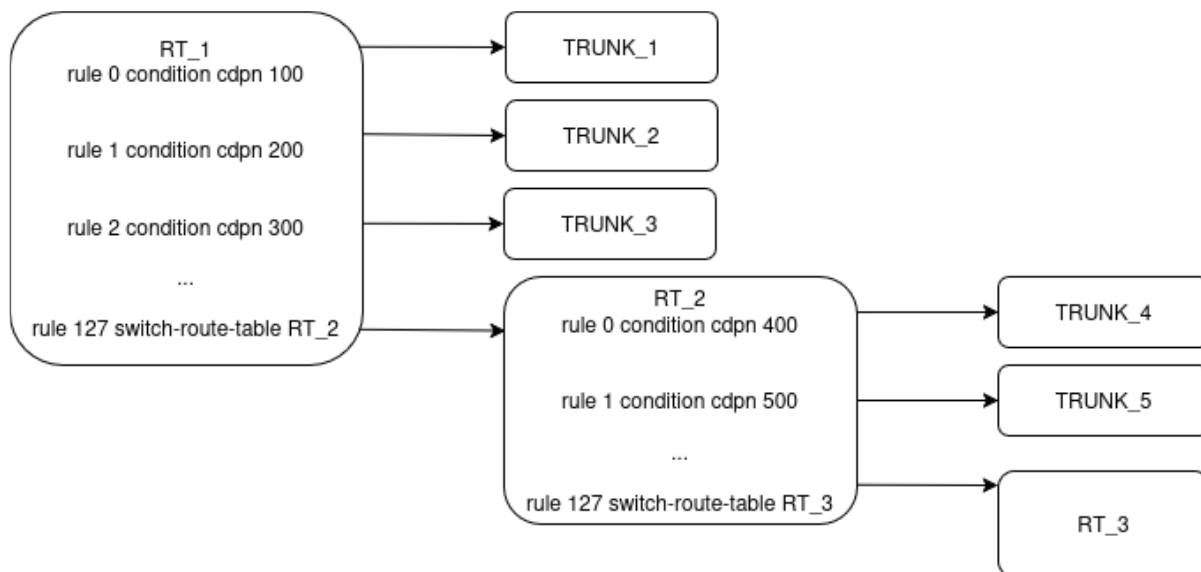 RT_1
rule 0 condition cdpn 100
rule 1 condition cdpn 200
rule 2 condition cdpn 300
...
rule 127 switch-route-table RT_2
TRUNK_1
TRUNK_2
TRUNK_3
RT_2
rule 0 condition cdpn 400
rule 1 condition cdpn 500
...
rule 127 switch-route-table RT_3
TRUNK_4
TRUNK_5
RT_3